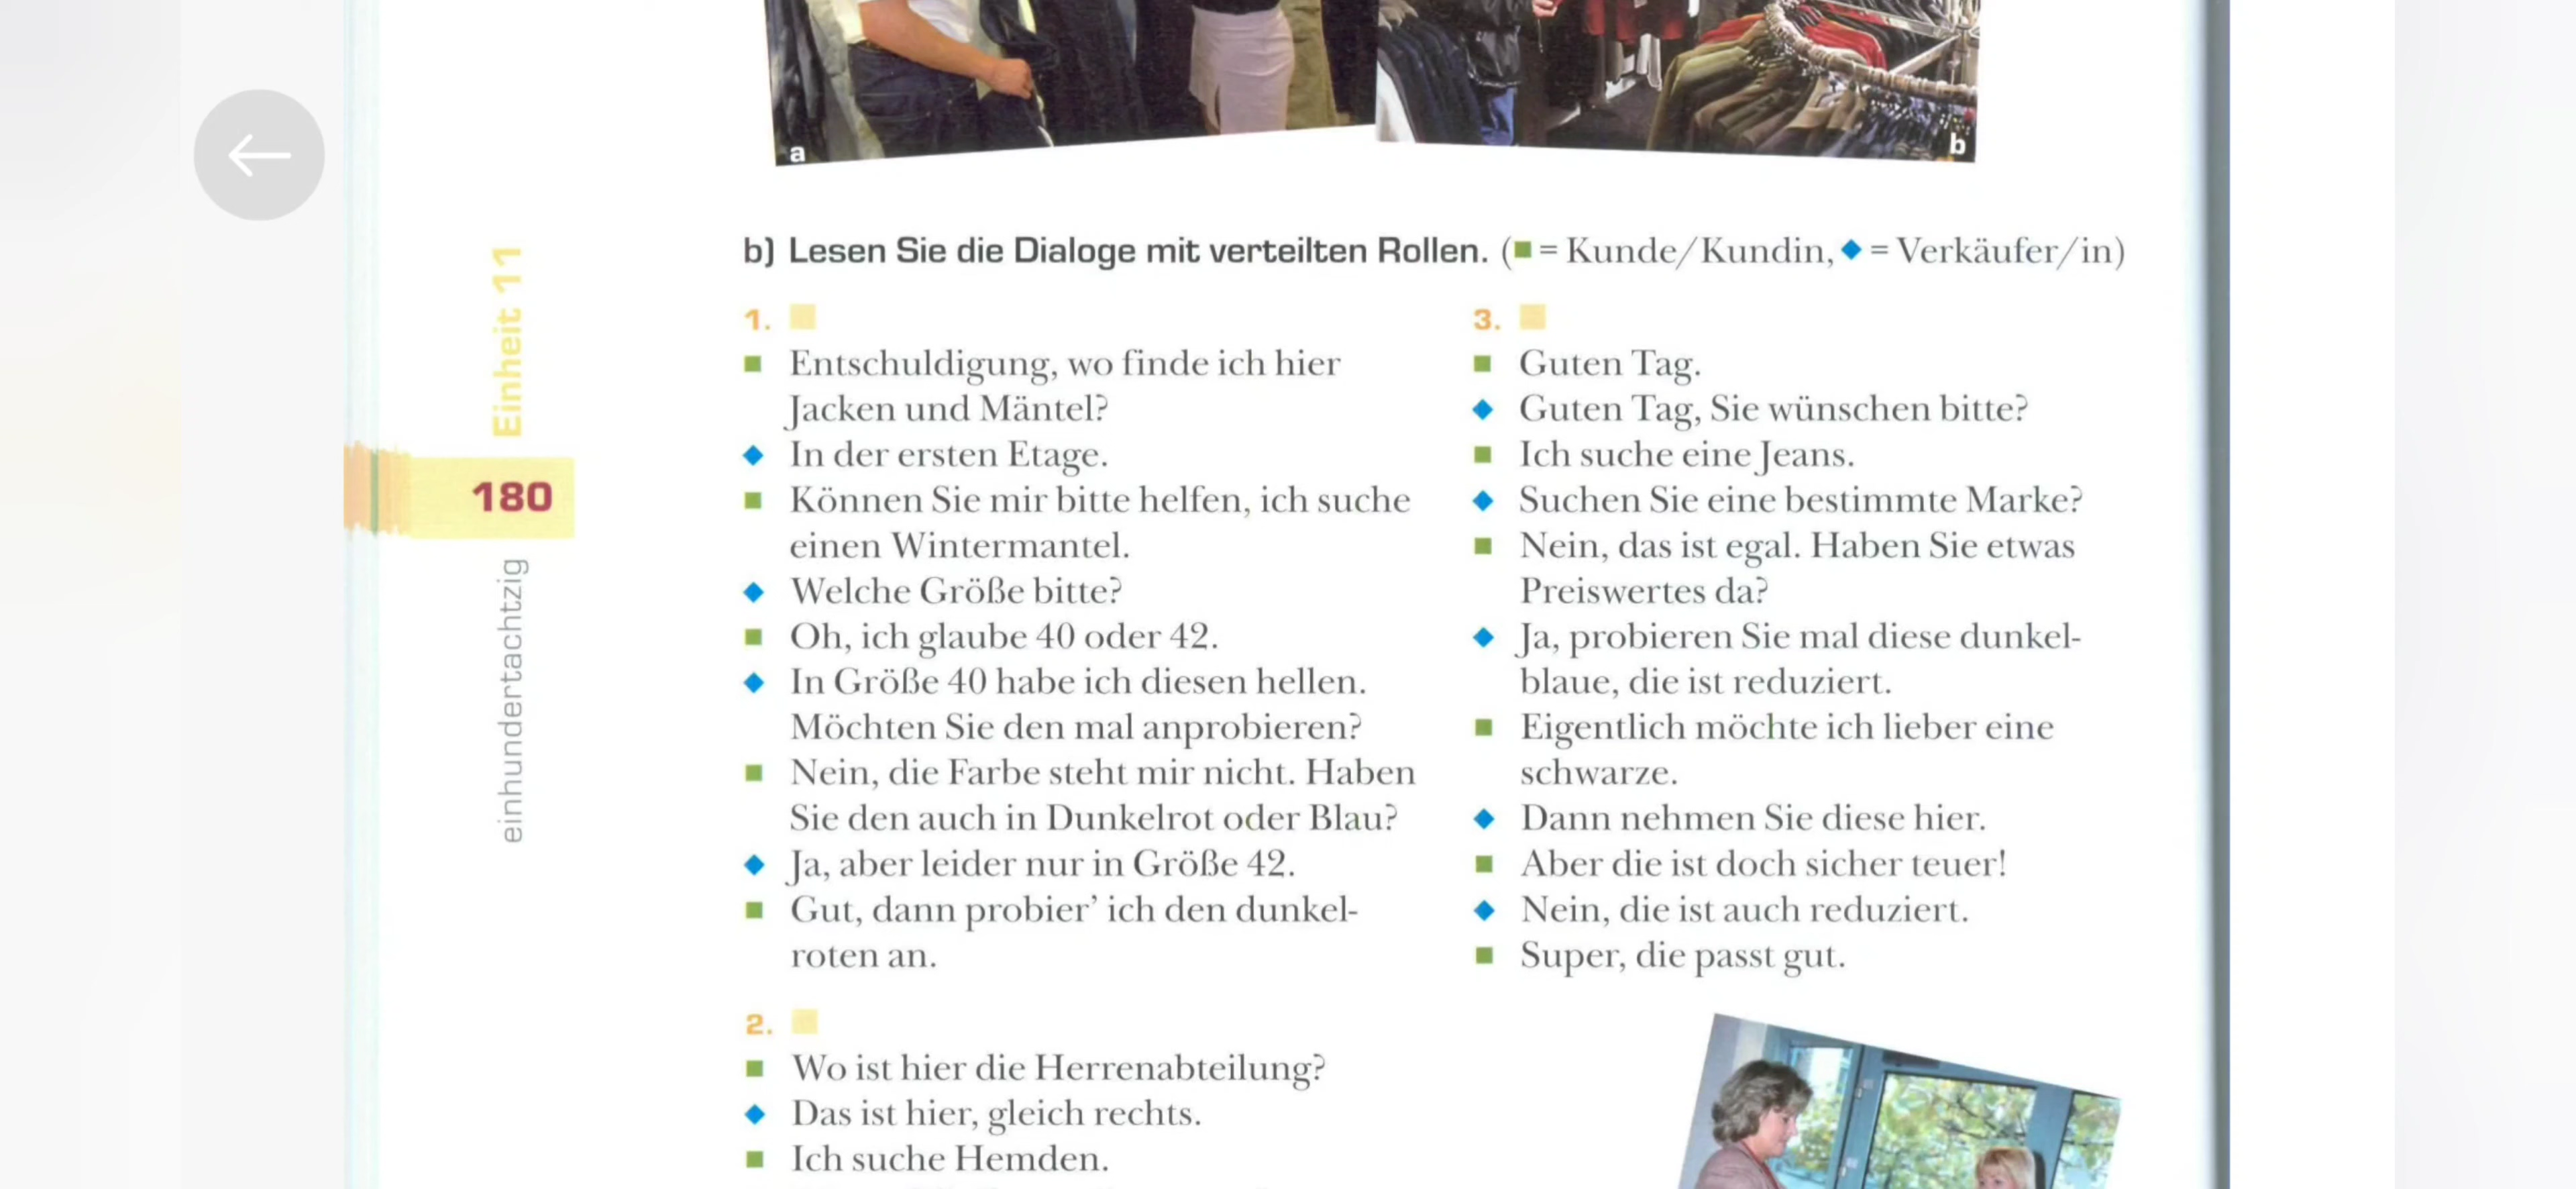 a
b
Einheit 11
180
einhundertachtzig
b) Lesen Sie die Dialoge mit verteilten Rollen. (■ = Kunde/Kundin, ◆ = Verkäufer/in)
1.
■ Entschuldigung, wo finde ich hier
Jacken und Mäntel?
◆ In der ersten Etage.
■ Können Sie mir bitte helfen, ich suche
einen Wintermantel.
◆ Welche Größe bitte?
■ Oh, ich glaube 40 oder 42.
◆ In Größe 40 habe ich diesen hellen.
Möchten Sie den mal anprobieren?
■ Nein, die Farbe steht mir nicht. Haben
Sie den auch in Dunkelrot oder Blau?
◆ Ja, aber leider nur in Größe 42.
■ Gut, dann probier’ ich den dunkel-
roten an.
2.
■ Wo ist hier die Herrenabteilung?
◆ Das ist hier, gleich rechts.
■ Ich suche Hemden.
3.
■ Guten Tag.
◆ Guten Tag, Sie wünschen bitte?
■ Ich suche eine Jeans.
◆ Suchen Sie eine bestimmte Marke?
■ Nein, das ist egal. Haben Sie etwas
Preiswertes da?
◆ Ja, probieren Sie mal diese dunkel-
blaue, die ist reduziert.
■ Eigentlich möchte ich lieber eine
schwarze.
◆ Dann nehmen Sie diese hier.
■ Aber die ist doch sicher teuer!
◆ Nein, die ist auch reduziert.
■ Super, die passt gut.